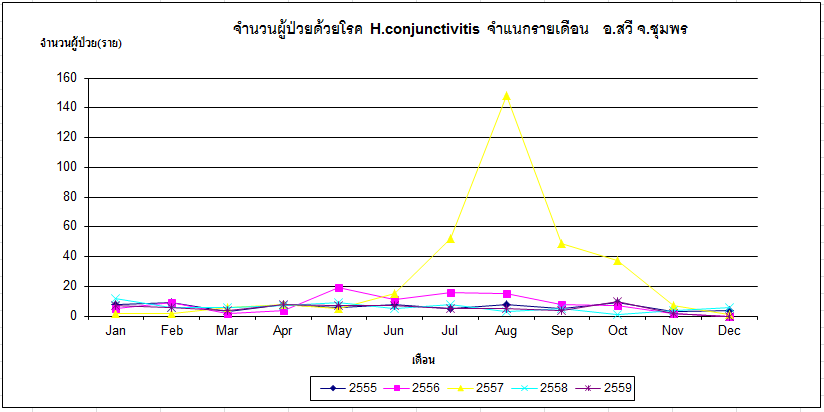 จำนวนผู้ป่วยด้วยโรค H.conjunctivitis จำแนกรายเดือน อ.สวี จ.ชุมพร
จำนวนผู้ป่วย(ราย)
160
140
120
100
80
60
40
20
0
Jan Feb Mar Apr May Jun Jul Aug Sep Oct Nov Dec
เดือน
2555 2556 2557 2558 2559